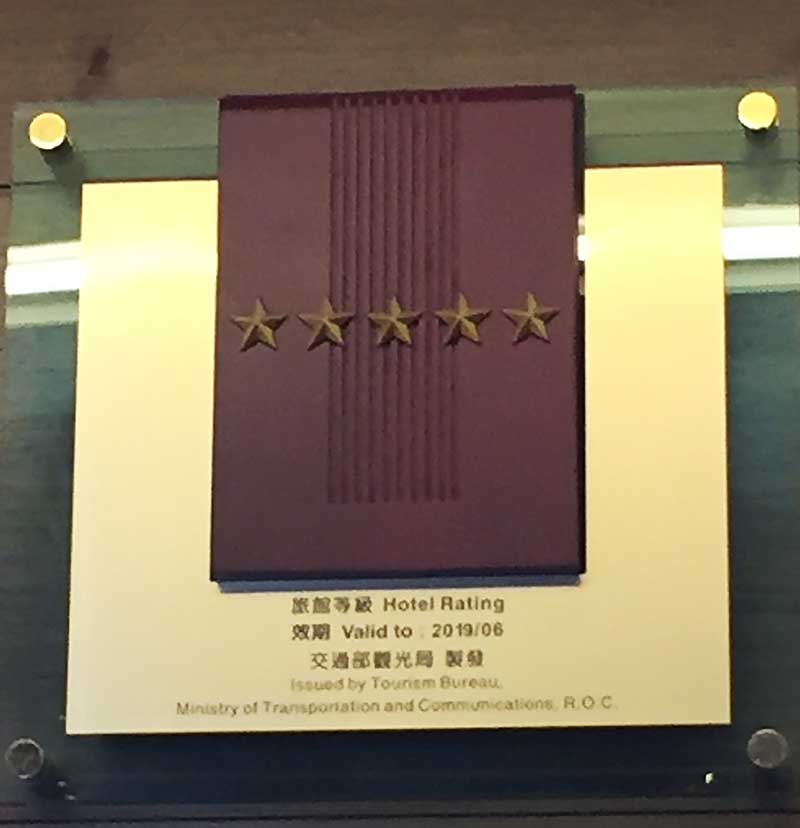 旅館等級 Hotel Rating
效期 Valid to : 2019/06
交通部觀光局 製發
Issued by Tourism Bureau,
Ministry of Transportation and Communications, R.O.C.